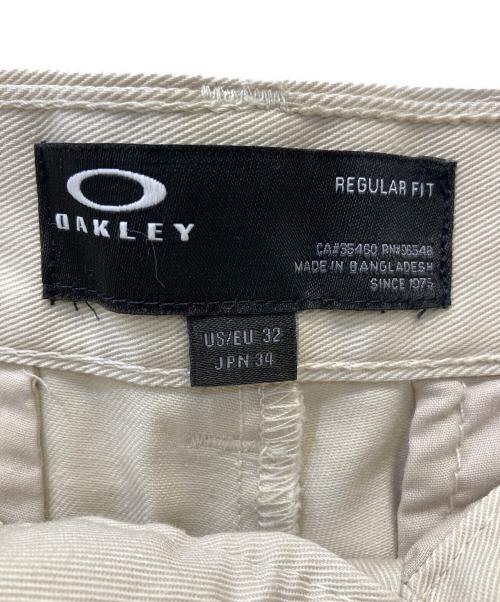 OAKLEY
REGULAR FIT
CA#35460 RN#96548
MADE IN BANGLADESH
SINCE 1975
US/EU 32
JPN 34